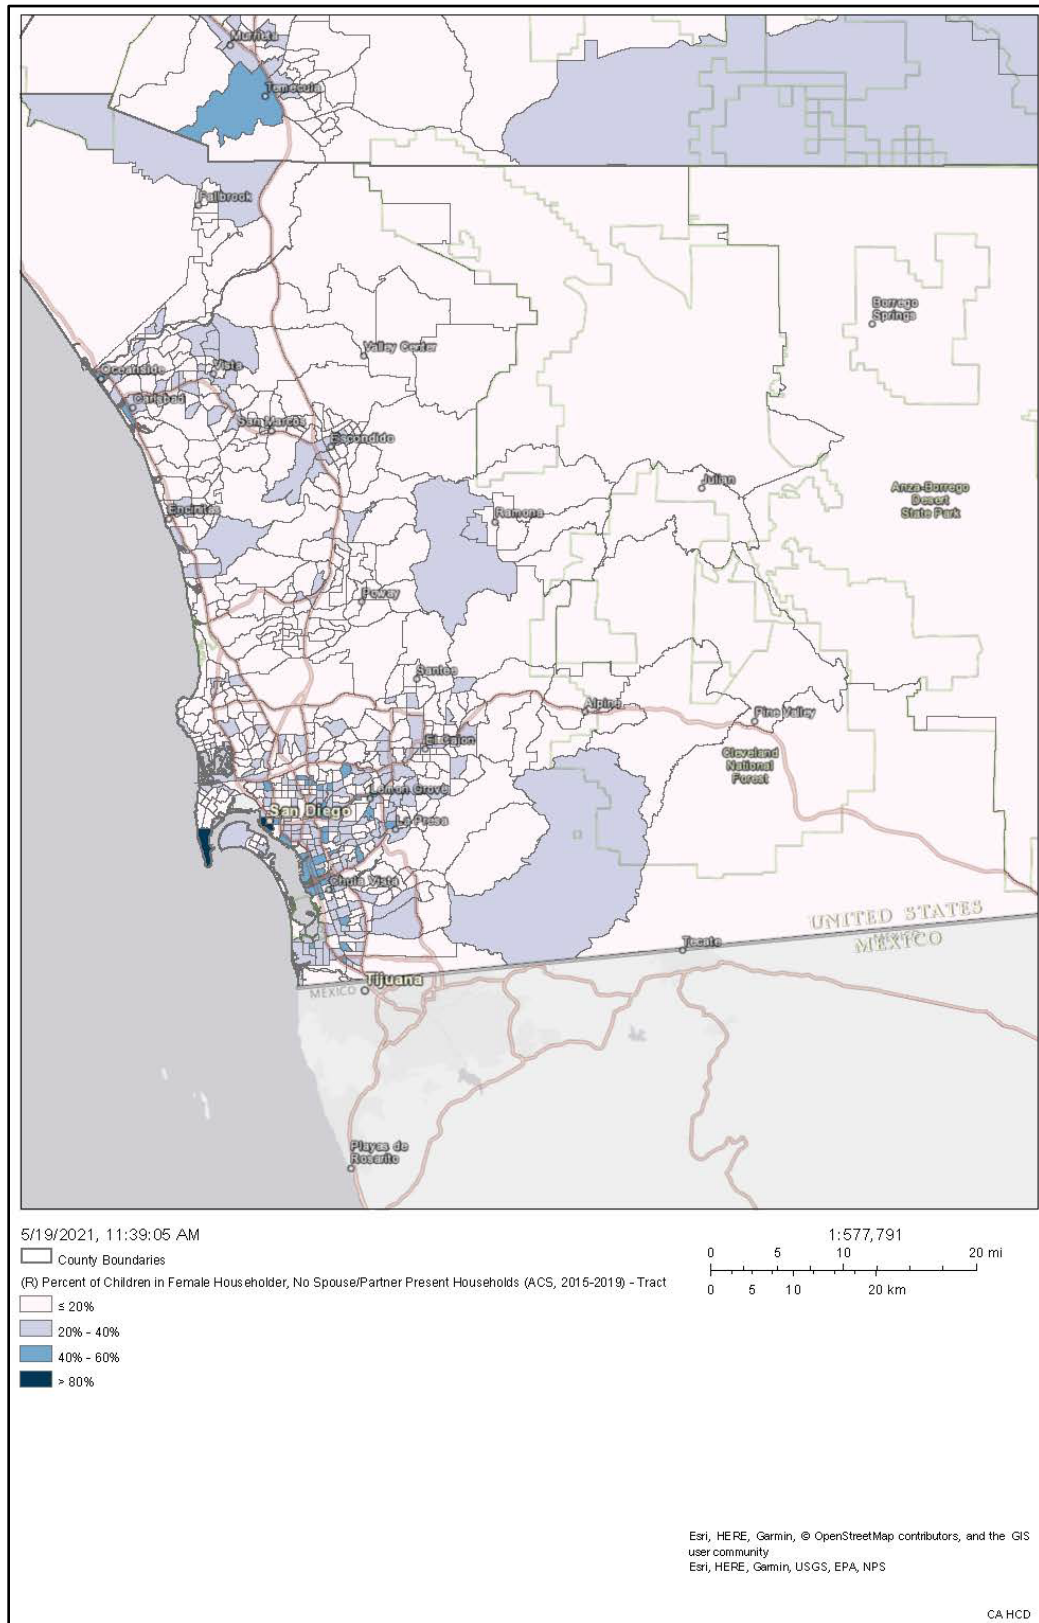 Murrieta
Temecula
Fallbrook
Borrego
Springs
Valley Center
Oceanside
Vista
Carlsbad
San Marcos
Escondido
Julian
Anza-Borrego
Desert
State Park
Encinitas
Ramona
Poway
Santee
Alpine
Pine Valley
El Cajon
Cleveland
National
Forest
Lemon Grove
San Diego
La Presa
Chula Vista
UNITED STATES
MEXICO
Tecate
Tijuana
MEXICO
Playas de
Rosarito
5/19/2021, 11:39:05 AM
1:577,791
County Boundaries
0 5 10 20 mi
(R) Percent of Children in Female Householder, No Spouse/Partner Present Households (ACS, 2015-2019) - Tract
0 5 10 20 km
≤ 20%
20% - 40%
40% - 60%
> 80%
Esri, HERE, Garmin, © OpenStreetMap contributors, and the GIS
user community
Esri, HERE, Garmin, USGS, EPA, NPS
CA HCD